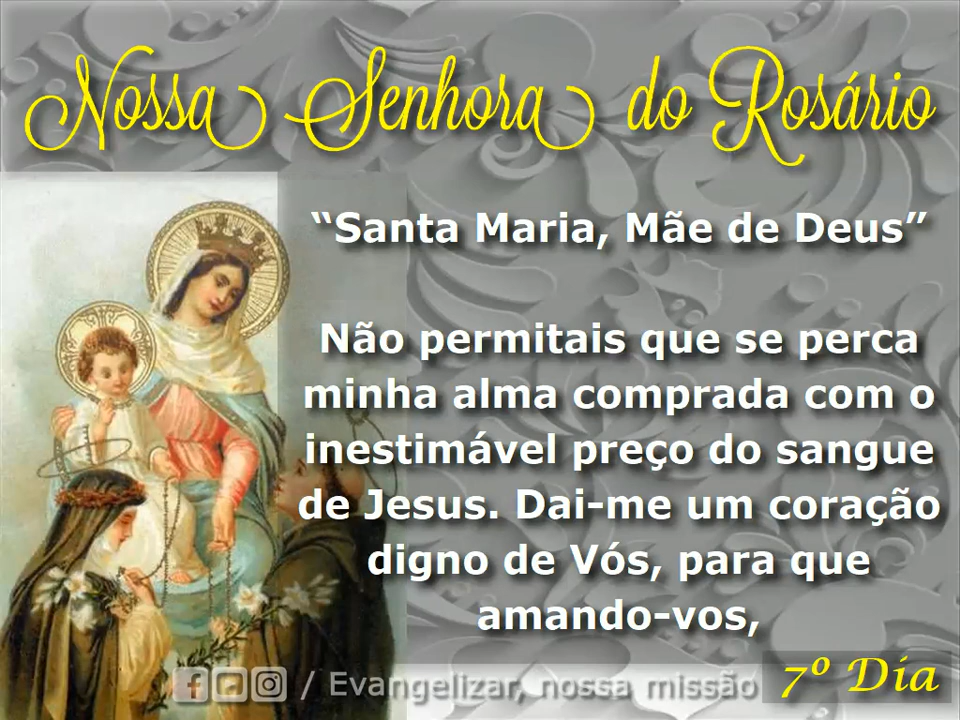 Nossa Senhora do Rosário
“Santa Maria, Mãe de Deus”
Não permitais que se perca
minha alma comprada com o
inestimável preço do sangue
de Jesus. Dai-me um coração
digno de Vós, para que
amando-vos,
/ Evangelizar, nossa missão
7º Dia